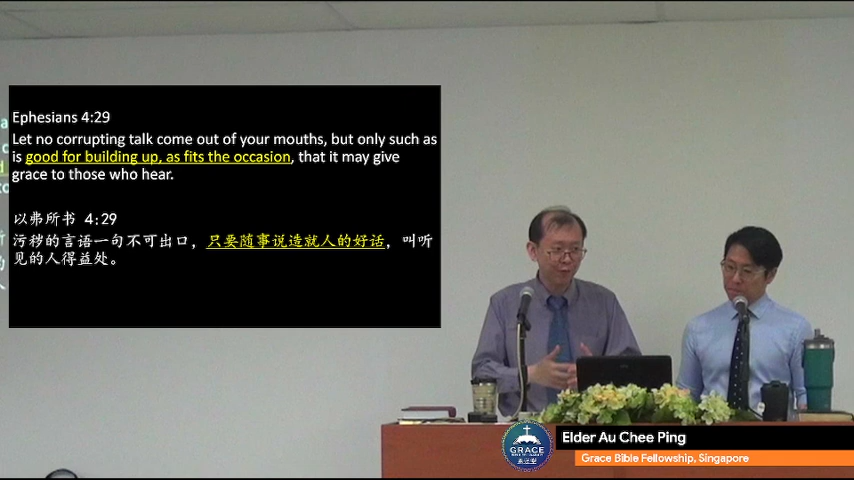 Ephesians 4:29
Let no corrupting talk come out of your mouths, but only such as
is good for building up, as fits the occasion, that it may give
grace to those who hear.
以弗所书 4:29
污秽的言语一句不可出口，只要随事说造就人的好话，叫听
见的人得益处。
GRACE
Elder Au Chee Ping
Grace Bible Fellowship, Singapore